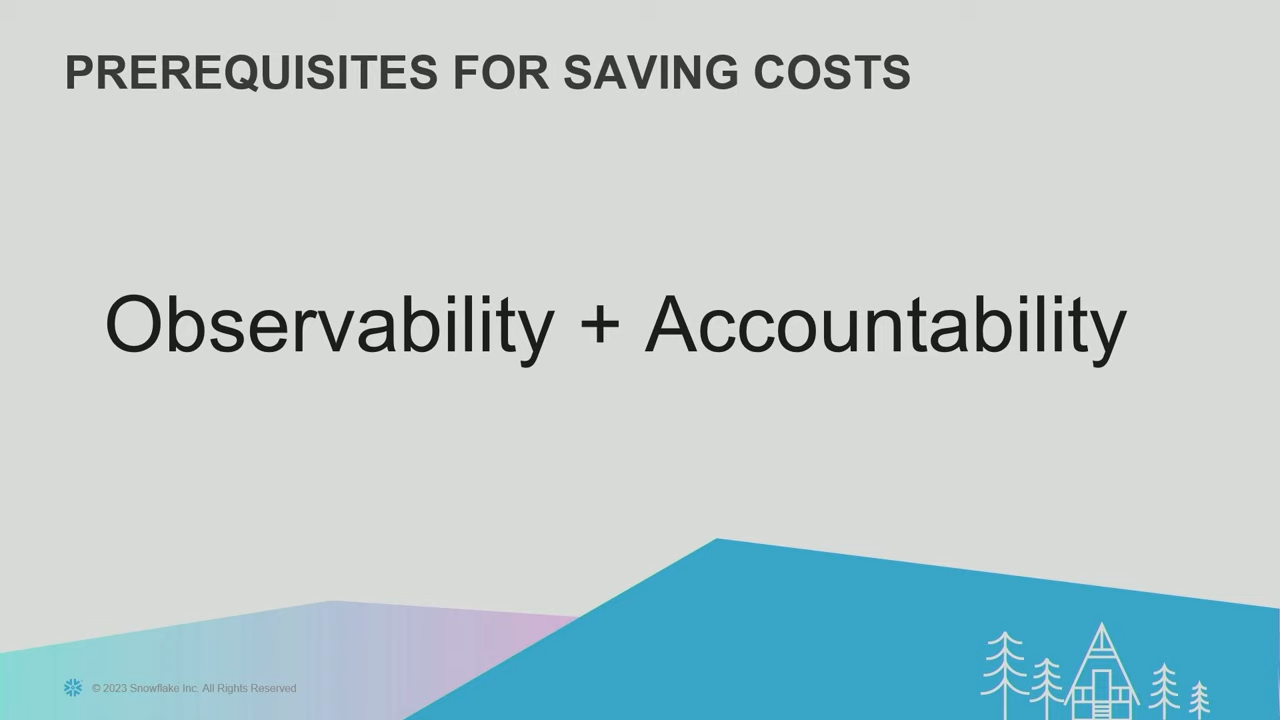 PREREQUISITES FOR SAVING COSTS
Observability + Accountability
© 2023 Snowflake Inc. All Rights Reserved